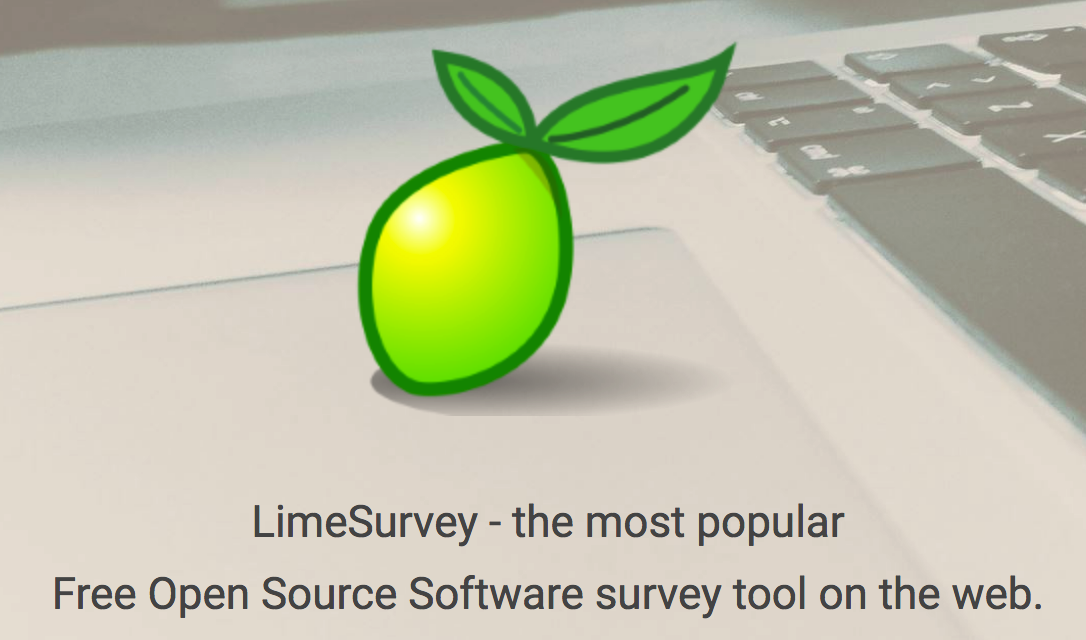 LimeSurvey - the most popular
Free Open Source Software survey tool on the web.